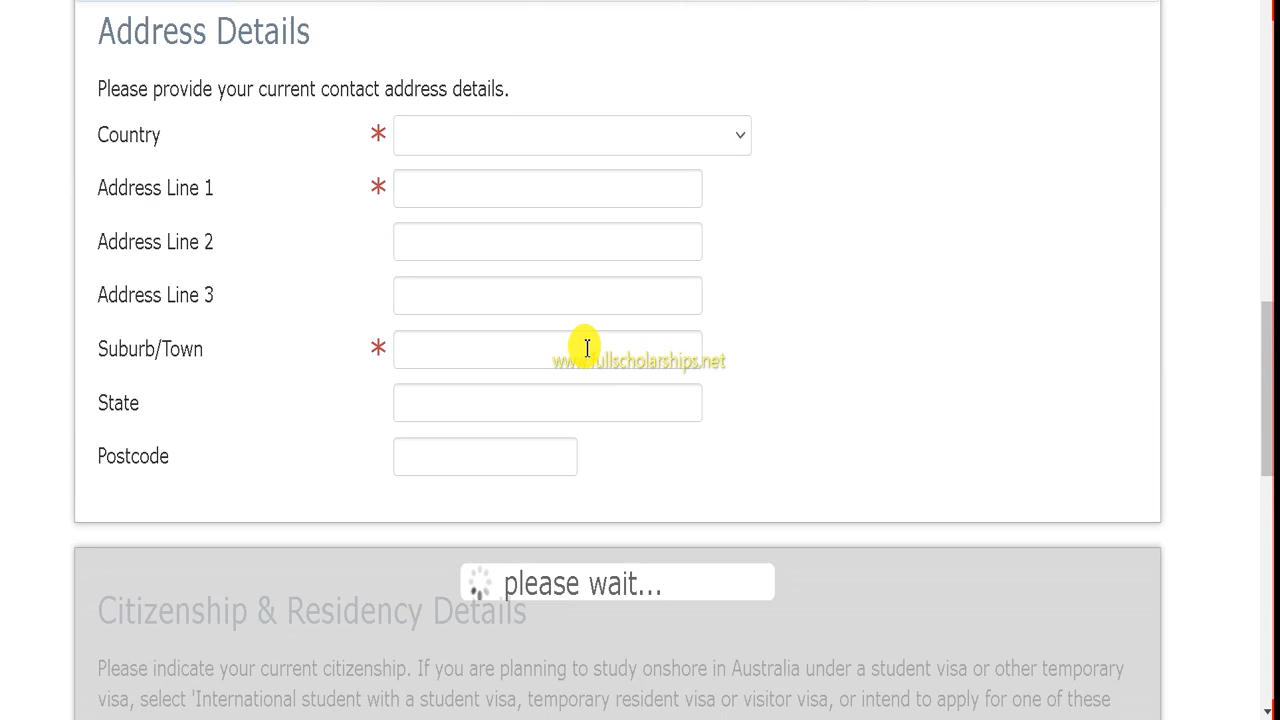 Address Details
Please provide your current contact address details.
Country *
Address Line 1 *
Address Line 2
Address Line 3
Suburb/Town *
www.fullscholarships.net
State
Postcode
please wait...
Citizenship & Residency Details
Please indicate your current citizenship. If you are planning to study onshore in Australia under a student visa or other temporary
visa, select 'International student with a student visa, temporary resident visa or visitor visa, or intend to apply for one of these